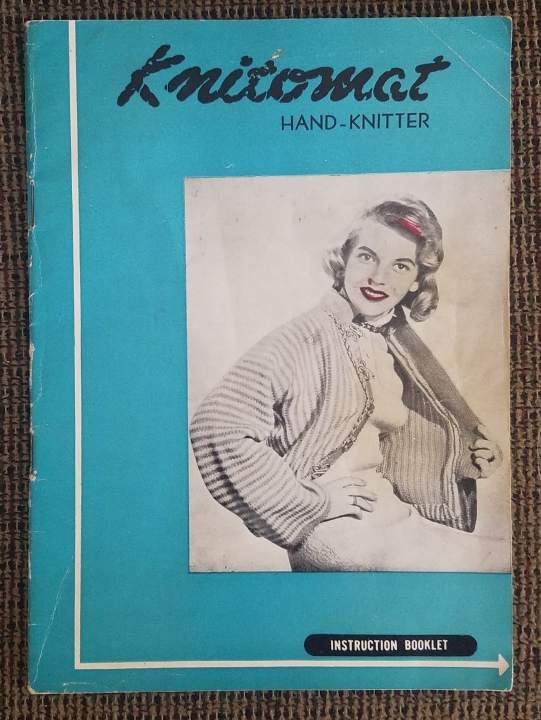 Knitomat
HAND-KNITTER
INSTRUCTION BOOKLET